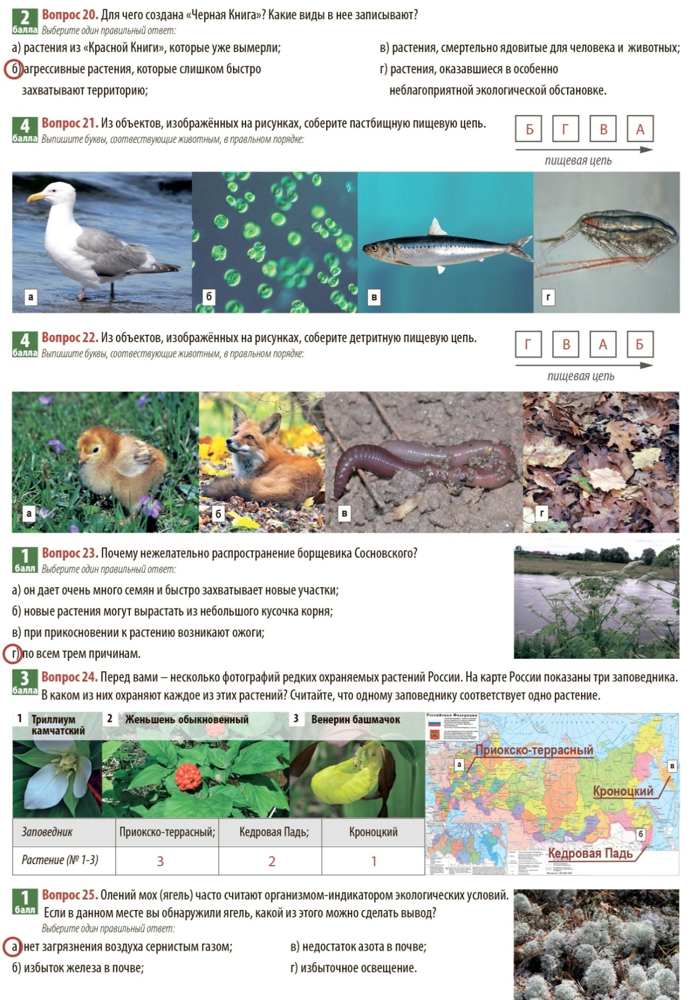 2 балла
Вопрос 20. Для чего создана «Черная Книга»? Какие виды в нее записывают?
Выберите один правильный ответ:
а) растения из «Красной Книги», которые уже вымерли;
б) агрессивные растения, которые слишком быстро
захватывают территорию;
в) растения, смертельно ядовитые для человека и животных;
г) растения, оказавшиеся в особенно
неблагоприятной экологической обстановке.
4 балла
Вопрос 21. Из объектов, изображённых на рисунках, соберите пастбищную пищевую цепь.
Выпишите буквы, соотвествующие животным, в правльном порядке:
Б Г В А
пищевая цепь
а
б
в
г
4 балла
Вопрос 22. Из объектов, изображённых на рисунках, соберите детритную пищевую цепь.
Выпишите буквы, соотвествующие животным, в правльном порядке:
Г В А Б
пищевая цепь
а
б
в
г
1 балл
Вопрос 23. Почему нежелательно распространение борщевика Сосновского?
Выберите один правильный ответ:
а) он дает очень много семян и быстро захватывает новые участки;
б) новые растения могут вырастать из небольшого кусочка корня;
в) при прикосновении к растению возникают ожоги;
г) по всем трем причинам.
3 балла
Вопрос 24. Перед вами – несколько фотографий редких охраняемых растений России. На карте России показаны три заповедника.
В каком из них охраняют каждое из этих растений? Считайте, что одному заповеднику соответствует одно растение.
1 Триллиум
камчатский
2 Женьшень обыкновенный
3 Венерин башмачок
Российская Федерация
Приокско-террасный
а
в
Кроноцкий
б
Кедровая Падь
Заповедник Приокско-террасный; Кедровая Падь; Кроноцкий
Растение (№ 1-3) 3 2 1
1 балл
Вопрос 25. Олений мох (ягель) часто считают организмом-индикатором экологических условий.
Если в данном месте вы обнаружили ягель, какой из этого можно сделать вывод?
Выберите один правильный ответ:
а) нет загрязнения воздуха сернистым газом;
б) избыток железа в почве;
в) недостаток азота в почве;
г) избыточное освещение.